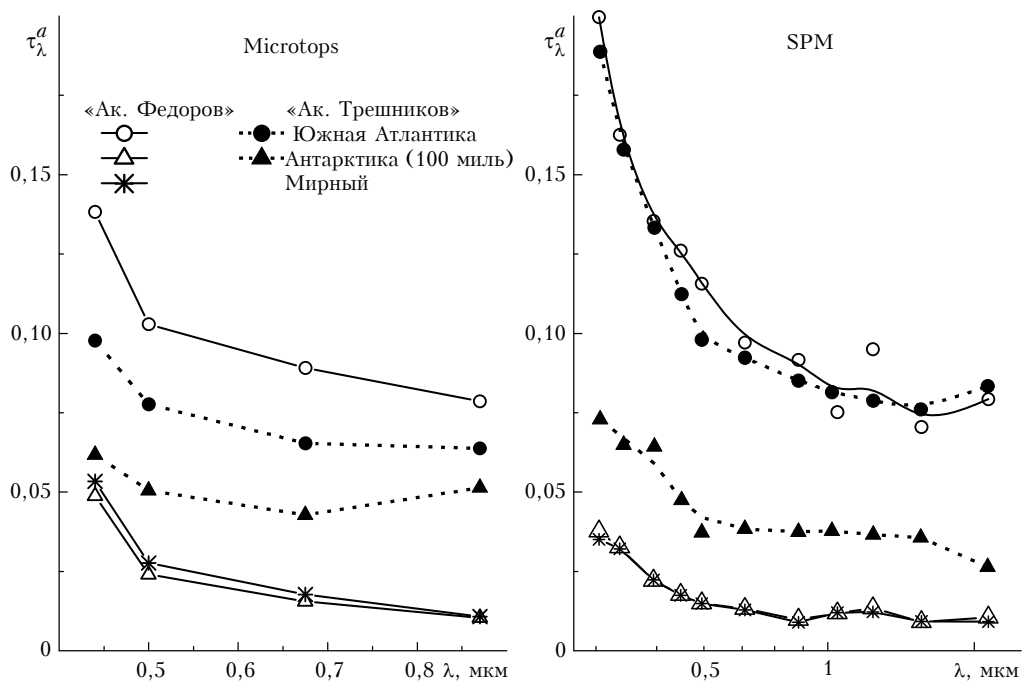 τᵃ_λ
Microtops
«Ак. Федоров» «Ак. Трешников»
Южная Атлантика
Антарктика (100 миль)
Мирный
0,15
0,10
0,05
0
0,5 0,6 0,7 0,8 λ, мкм
τᵃ_λ
SPM
0,15
0,10
0,05
0
0,5 1 λ, мкм